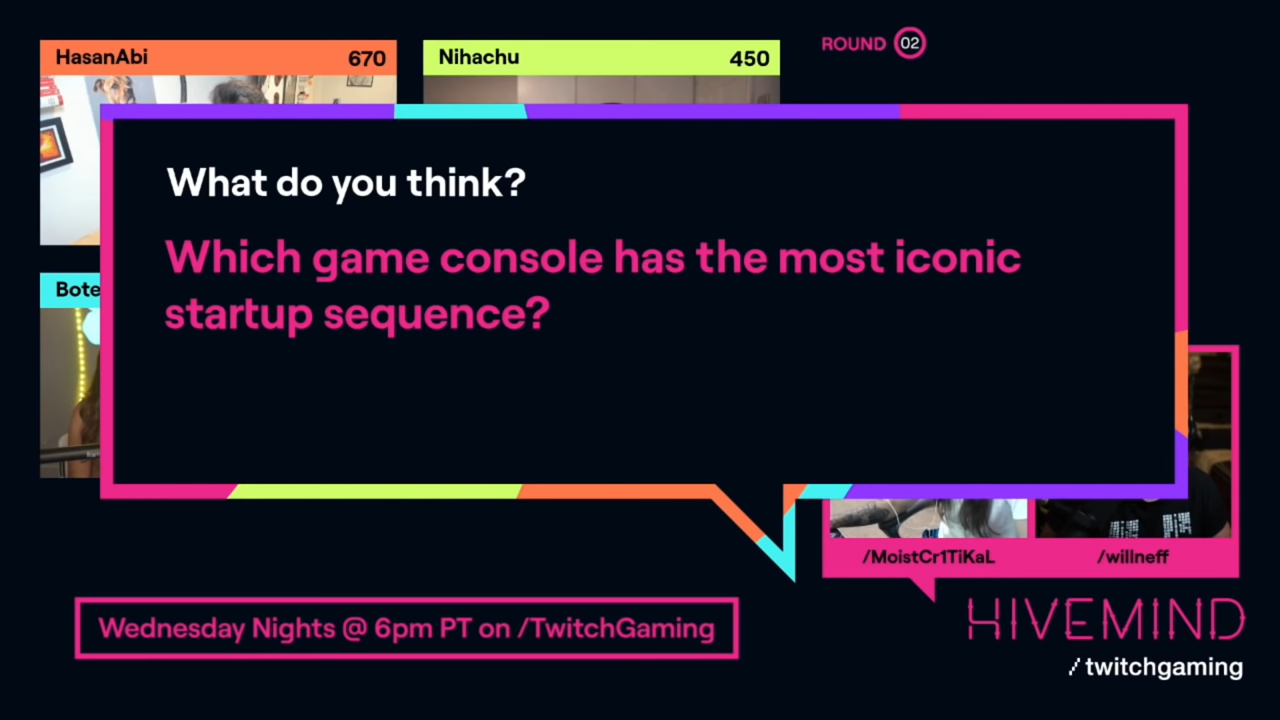 HasanAbi 670
Nihachu 450
ROUND 02
What do you think?
Which game console has the most iconic
startup sequence?
Bote
/MoistCr1TiKaL
/willneff
Wednesday Nights @ 6pm PT on /TwitchGaming
HIVEMIND
/twitchgaming